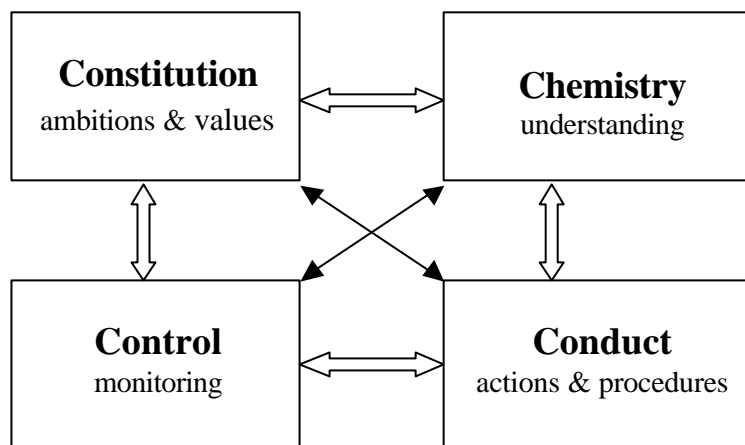 Constitution
ambitions & values
Chemistry
understanding
Control
monitoring
Conduct
actions & procedures